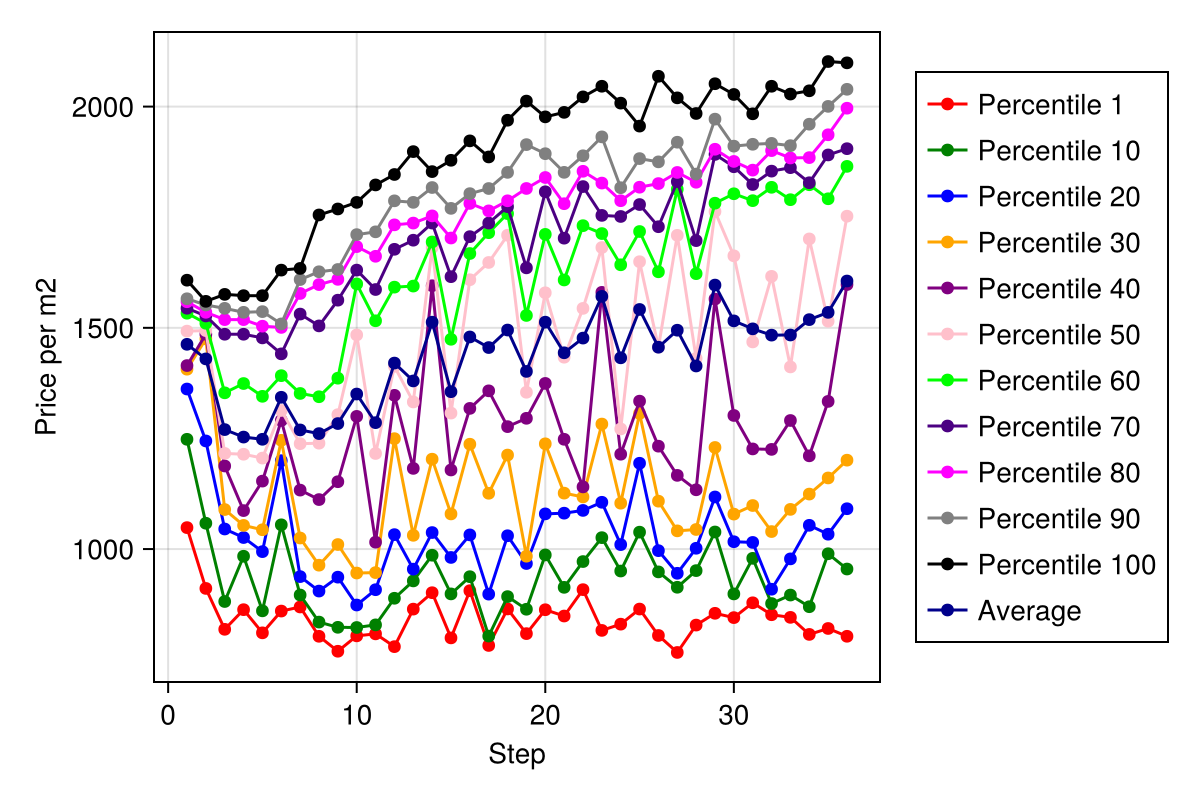 Price per m2
2000
1500
1000
0
10
20
30
Step
Percentile 1
Percentile 10
Percentile 20
Percentile 30
Percentile 40
Percentile 50
Percentile 60
Percentile 70
Percentile 80
Percentile 90
Percentile 100
Average